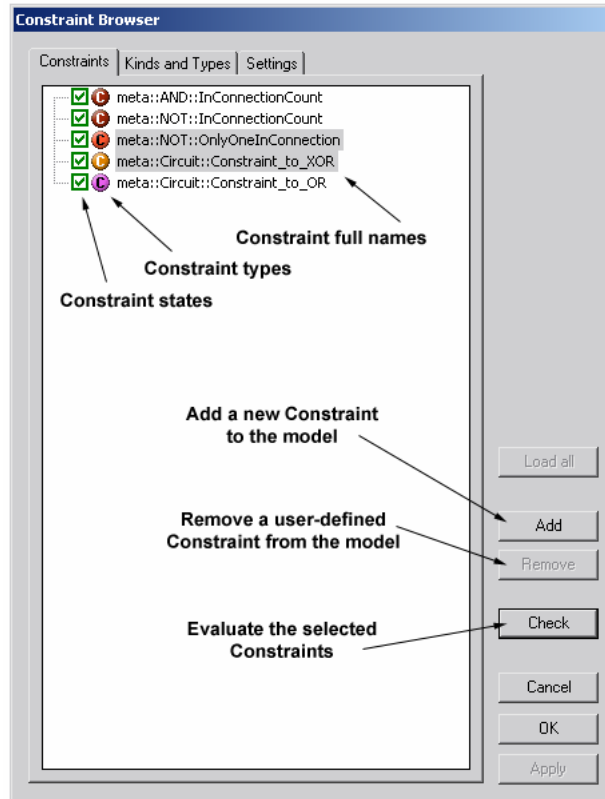 Constraint Browser
Constraints
Kinds and Types
Settings
C meta::AND::InConnectionCount
C meta::NOT::InConnectionCount
C meta::NOT::OnlyOneInConnection
C meta::Circuit::Constraint_to_XOR
C meta::Circuit::Constraint_to_OR
Constraint full names
Constraint types
Constraint states
Add a new Constraint
to the model
Load all
Add
Remove a user-defined
Constraint from the model
Remove
Check
Evaluate the selected
Constraints
Cancel
OK
Apply